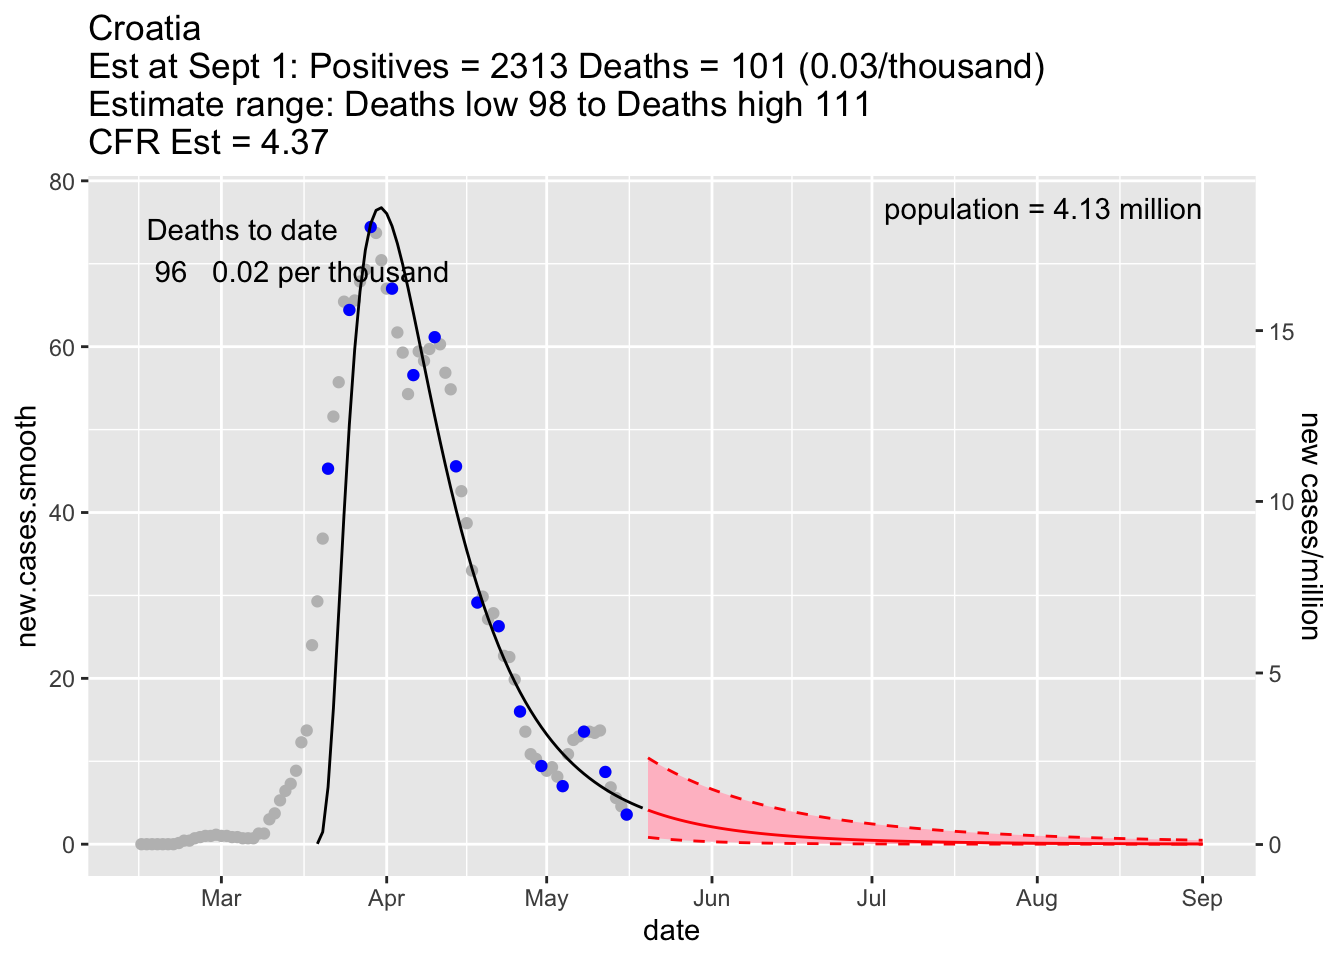 Croatia
Est at Sept 1: Positives = 2313 Deaths = 101 (0.03/thousand)
Estimate range: Deaths low 98 to Deaths high 111
CFR Est = 4.37
80
60
40
20
0
new.cases.smooth
Deaths to date
96 0.02 per thousand
population = 4.13 million
15
10
5
0
new cases/million
Mar Apr May Jun Jul Aug Sep
date